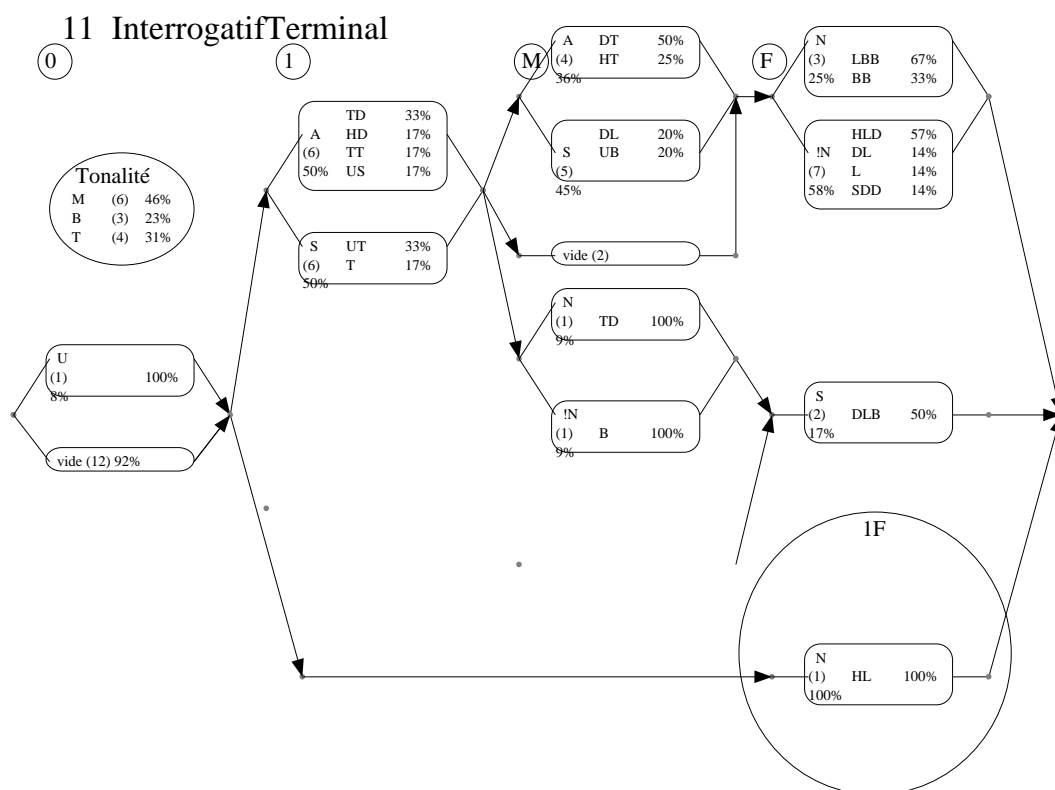 11 InterrogatifTerminal
0
1
M
F
Tonalité
M (6) 46%
B (3) 23%
T (4) 31%
U
(1) 100%
8%
vide (12) 92%
TD 33%
A HD 17%
(6) TT 17%
50% US 17%
S UT 33%
(6) T 17%
50%
A DT 50%
(4) HT 25%
36%
DL 20%
S UB 20%
(5)
45%
vide (2)
N
(1) TD 100%
9%
!N
(1) B 100%
9%
N
(3) LBB 67%
25% BB 33%
HLD 57%
!N DL 14%
(7) L 14%
58% SDD 14%
S
(2) DLB 50%
17%
1F
N
(1) HL 100%
100%